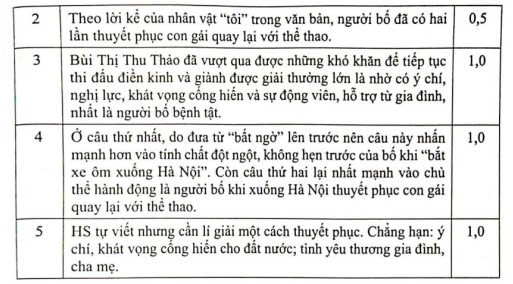 2 Theo lời kể của nhân vật “tôi” trong văn bản, người bố đã có hai 0,5
lần thuyết phục con gái quay lại với thể thao.
3 Bùi Thị Thu Thảo đã vượt qua được những khó khăn để tiếp tục 1,0
thi đấu điền kinh và giành được giải thưởng lớn là nhờ có ý chí,
nghị lực, khát vọng cống hiến và sự động viên, hỗ trợ từ gia đình,
nhất là người bố bệnh tật.
4 Ở câu thứ nhất, do đưa từ “bất ngờ” lên trước nên câu này nhấn 1,0
mạnh hơn vào tính chất đột ngột, không hẹn trước của bố khi “bắt
xe ôm xuống Hà Nội”. Còn câu thứ hai lại nhất mạnh vào chủ
thể hành động là người bố khi xuống Hà Nội thuyết phục con gái
quay lại với thể thao.
5 HS tự viết nhưng cần lí giải một cách thuyết phục. Chẳng hạn: ý 1,0
chí, khát vọng cống hiến cho đất nước; tình yêu thương gia đình,
cha mẹ.